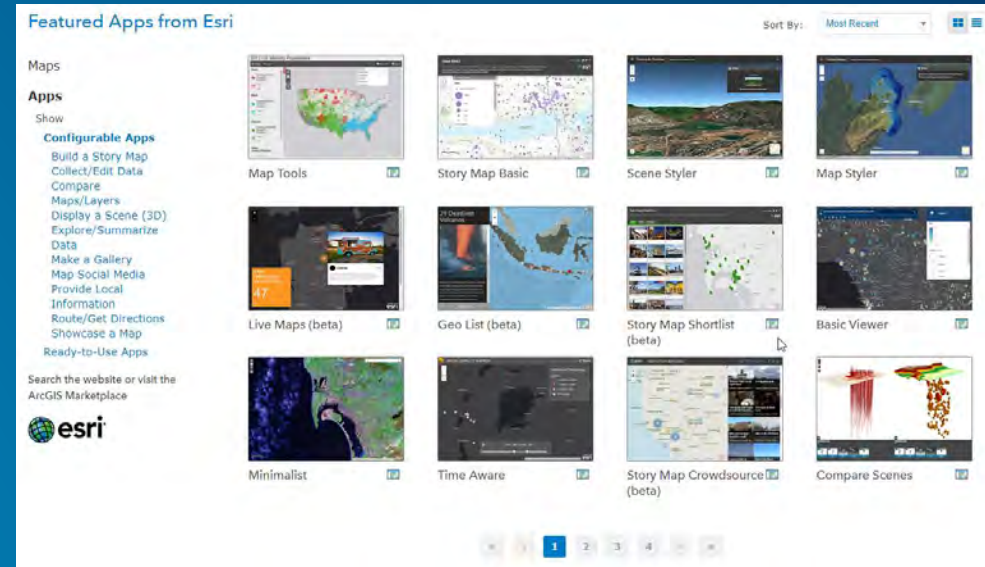 Featured Apps from Esri
Sort By:
Most Recent
Maps
Apps
Show
Configurable Apps
Build a Story Map
Collect/Edit Data
Compare
Maps/Layers
Display a Scene (3D)
Explore/Summarize
Data
Make a Gallery
Map Social Media
Provide Local
Information
Route/Get Directions
Showcase a Map
Ready-to-Use Apps
Search the website or visit the
ArcGIS Marketplace
esri
Map Tools
Story Map Basic
Scene Styler
Map Styler
47
29 Deadliest
Volcanoes
Live Maps (beta)
Geo List (beta)
Story Map Shortlist
(beta)
Basic Viewer
Minimalist
Time Aware
Story Map Crowdsource
(beta)
Compare Scenes
1 2 3 4